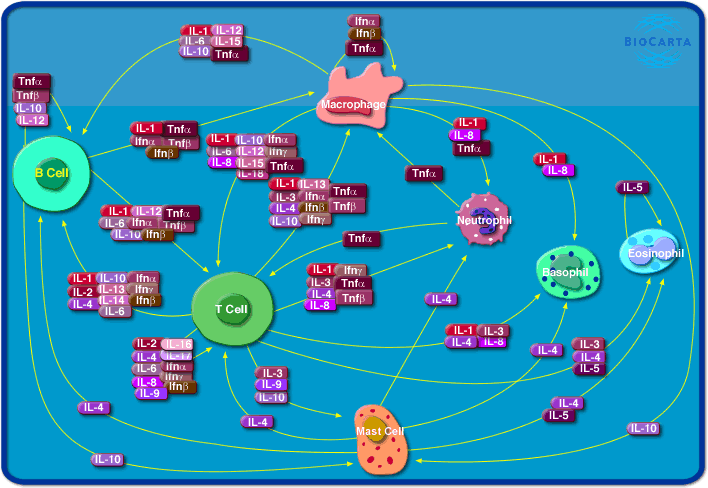 BIOCARTA
IL-1 IL-12
IL-6 IL-15
IL-10 Tnfα
Ifnα
Ifnβ
Tnfα
Macrophage
Tnfα
Tnfβ
IL-10
IL-12
B Cell
IL-1 Tnfα
Ifnα Tnfβ
Ifnβ
IL-1 IL-10 Ifnα
IL-6 IL-12 Ifnγ
IL-8 IL-15 Tnfα
IL-18
IL-1
IL-8
Tnfα
IL-1
IL-8
IL-1 IL-13
IL-3 Ifnα Tnfα
IL-4 Ifnβ Tnfβ
IL-10 Ifnγ
Tnfα
IL-5
IL-1 IL-12 Tnfα
IL-6 Ifnα Tnfβ
IL-10 Ifnβ
Neutrophil
Tnfα
Eosinophil
Basophil
IL-1 IL-10 Ifnα
IL-2 IL-13 Ifnγ
IL-4 IL-14 Ifnβ
IL-6
IL-1 Ifnγ
IL-3 Tnfα
IL-4 Tnfβ
IL-8
T Cell
IL-4
IL-1 IL-3
IL-4 IL-8
IL-2 IL-16
IL-4 IL-17
IL-6 Ifnα
IL-8 Ifnγ
IL-9 Ifnβ
IL-3
IL-9
IL-10
IL-4
IL-3
IL-4
IL-5
IL-4
IL-4
IL-4
IL-5
Mast Cell
IL-10
IL-10